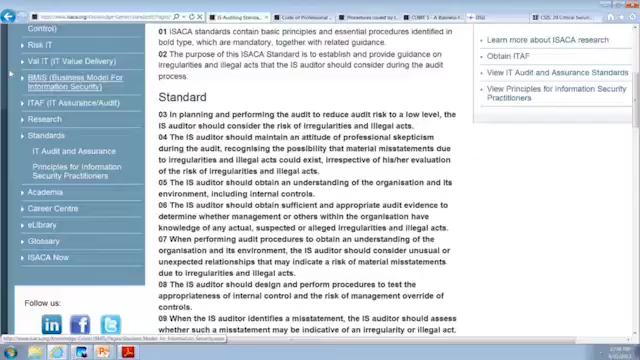 IS Auditing Standar...
Code of Professional ...
Control)
Risk IT
Val IT (IT Value Delivery)
BMIS (Business Model For
Information Security)
ITAF (IT Assurance/Audit)
Research
Standards
IT Audit and Assurance
Principles for Information
Security Practitioners
Academia
Career Centre
eLibrary
Glossary
ISACA Now
Follow us:
01 ISACA standards contain basic principles and essential procedures identified in
bold type, which are mandatory, together with related guidance.
02 The purpose of this ISACA Standard is to establish and provide guidance on
irregularities and illegal acts that the IS auditor should consider during the audit
process.
Standard
03 In planning and performing the audit to reduce audit risk to a low level, the
IS auditor should consider the risk of irregularities and illegal acts.
04 The IS auditor should maintain an attitude of professional skepticism
during the audit, recognising the possibility that material misstatements due
to irregularities and illegal acts could exist, irrespective of his/her evaluation
of the risk of irregularities and illegal acts.
05 The IS auditor should obtain an understanding of the organisation and its
environment, including internal controls.
06 The IS auditor should obtain sufficient and appropriate audit evidence to
determine whether management or others within the organisation have
knowledge of any actual, suspected or alleged irregularities and illegal acts.
07 When performing audit procedures to obtain an understanding of the
organisation and its environment, the IS auditor should consider unusual or
unexpected relationships that may indicate a risk of material misstatements
due to irregularities and illegal acts.
08 The IS auditor should design and perform procedures to test the
appropriateness of internal control and the risk of management override of
controls.
09 When the IS auditor identifies a misstatement, the IS auditor should assess
whether such a misstatement may be indicative of an irregularity or illegal act.
Learn more about ISACA research
Obtain ITAF
View IT Audit and Assurance Standards
View Principles for Information Security
Practitioners